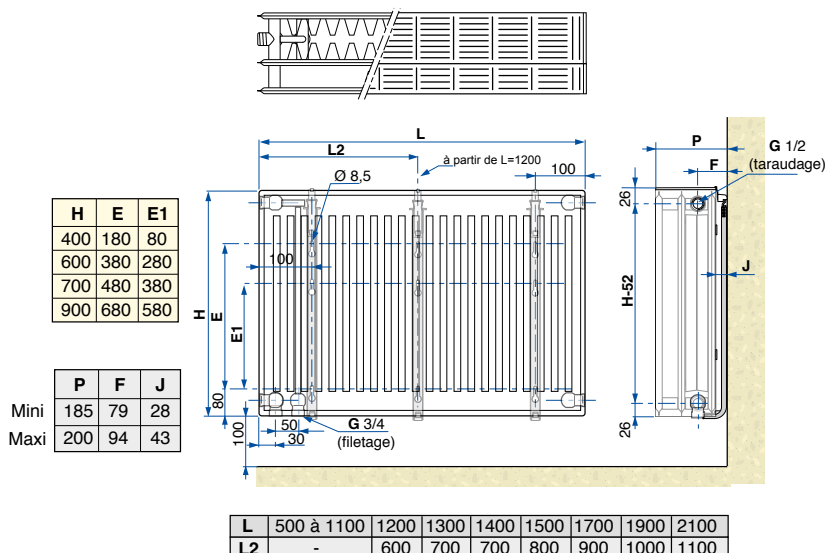 L
L2
à partir de L=1200
100
Ø 8,5
P
F
G 1/2
(taraudage)
26
100
H
E
E1
80
H-52
J
26
100
50
30
G 3/4
(filetage)
H E E1
400 180 80
600 380 280
700 480 380
900 680 580
P F J
Mini 185 79 28
Maxi 200 94 43
L 500 à 1100 1200 1300 1400 1500 1700 1900 2100
L2 - 600 700 700 800 900 1000 1100